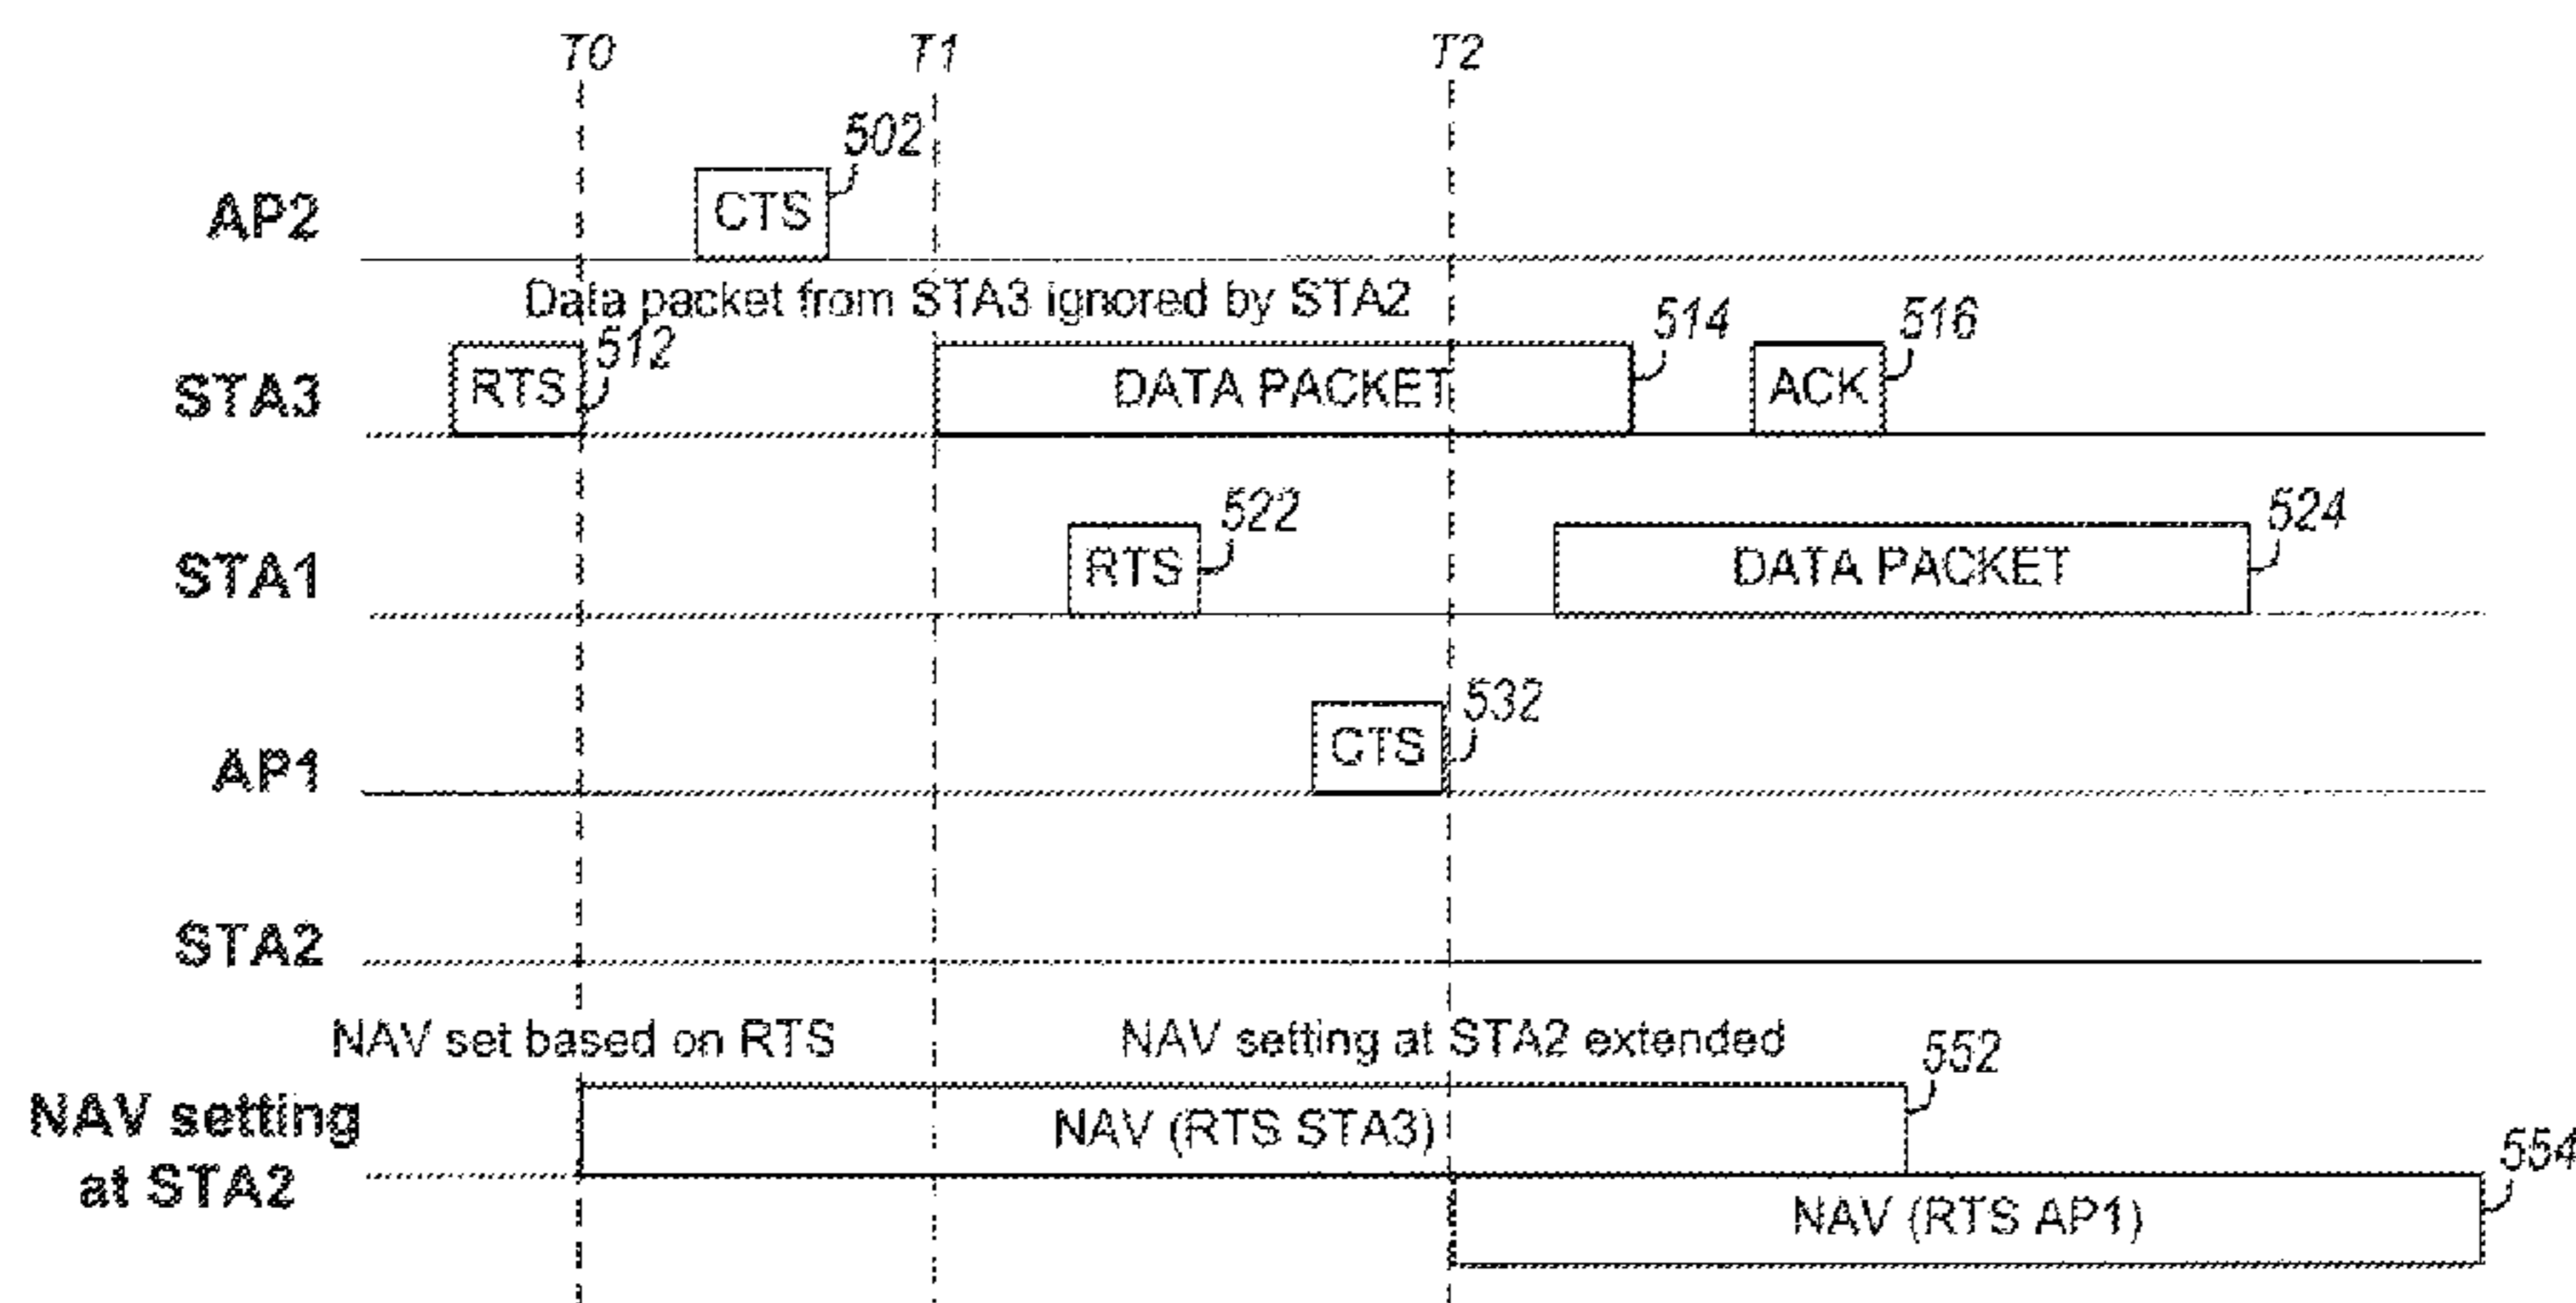 T0 T1 T2
502
AP2 CTS
Data packet from STA3 ignored by STA2
512 514 516
STA3 RTS DATA PACKET ACK
522 524
STA1 RTS DATA PACKET
532
AP1 CTS
STA2
NAV set based on RTS NAV setting at STA2 extended
552
NAV setting
at STA2
NAV (RTS STA3)
554
NAV (RTS AP1)